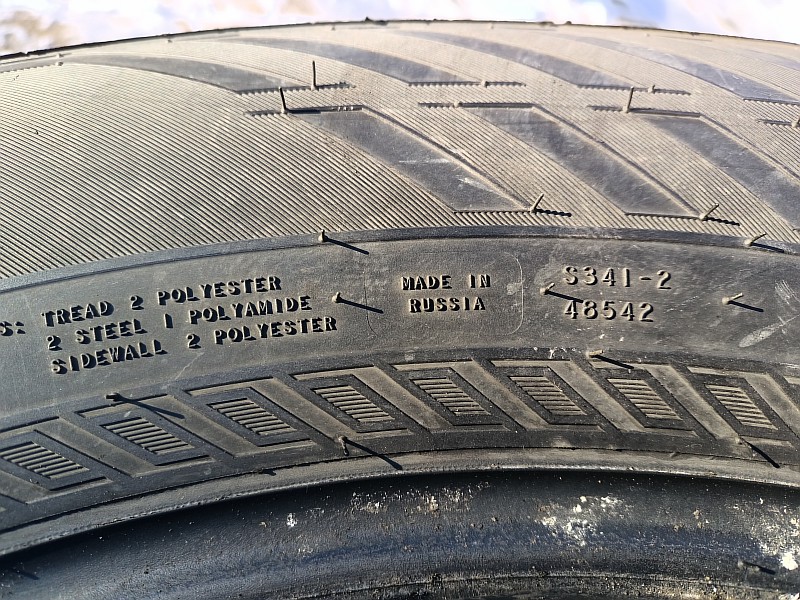 S: TREAD 2 POLYESTER
2 STEEL 1 POLYAMIDE
SIDEWALL 2 POLYESTER
MADE IN
RUSSIA
S341-2
48542